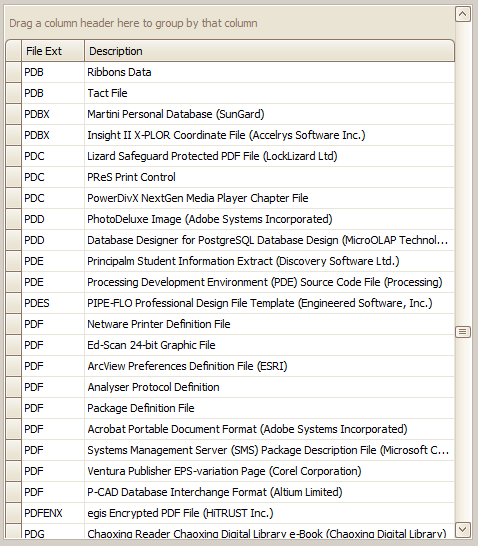 Drag a column header here to group by that column
File Ext Description
PDB Ribbons Data
PDB Tact File
PDBX Martini Personal Database (SunGard)
PDBX Insight II X-PLOR Coordinate File (Accelrys Software Inc.)
PDC Lizard Safeguard Protected PDF File (LockLizard Ltd)
PDC PReS Print Control
PDC PowerDivX NextGen Media Player Chapter File
PDD PhotoDeluxe Image (Adobe Systems Incorporated)
PDD Database Designer for PostgreSQL Database Design (MicroOLAP Technol...
PDE Principalm Student Information Extract (Discovery Software Ltd.)
PDE Processing Development Environment (PDE) Source Code File (Processing)
PDES PIPE-FLO Professional Design File Template (Engineered Software, Inc.)
PDF Netware Printer Definition File
PDF Ed-Scan 24-bit Graphic File
PDF ArcView Preferences Definition File (ESRI)
PDF Analyser Protocol Definition
PDF Package Definition File
PDF Acrobat Portable Document Format (Adobe Systems Incorporated)
PDF Systems Management Server (SMS) Package Description File (Microsoft C...
PDF Ventura Publisher EPS-variation Page (Corel Corporation)
PDF P-CAD Database Interchange Format (Altium Limited)
PDFENX egis Encrypted PDF File (HiTRUST Inc.)
PDG Chaoxing Reader Chaoxing Digital Library e-Book (Chaoxing Digital Library)